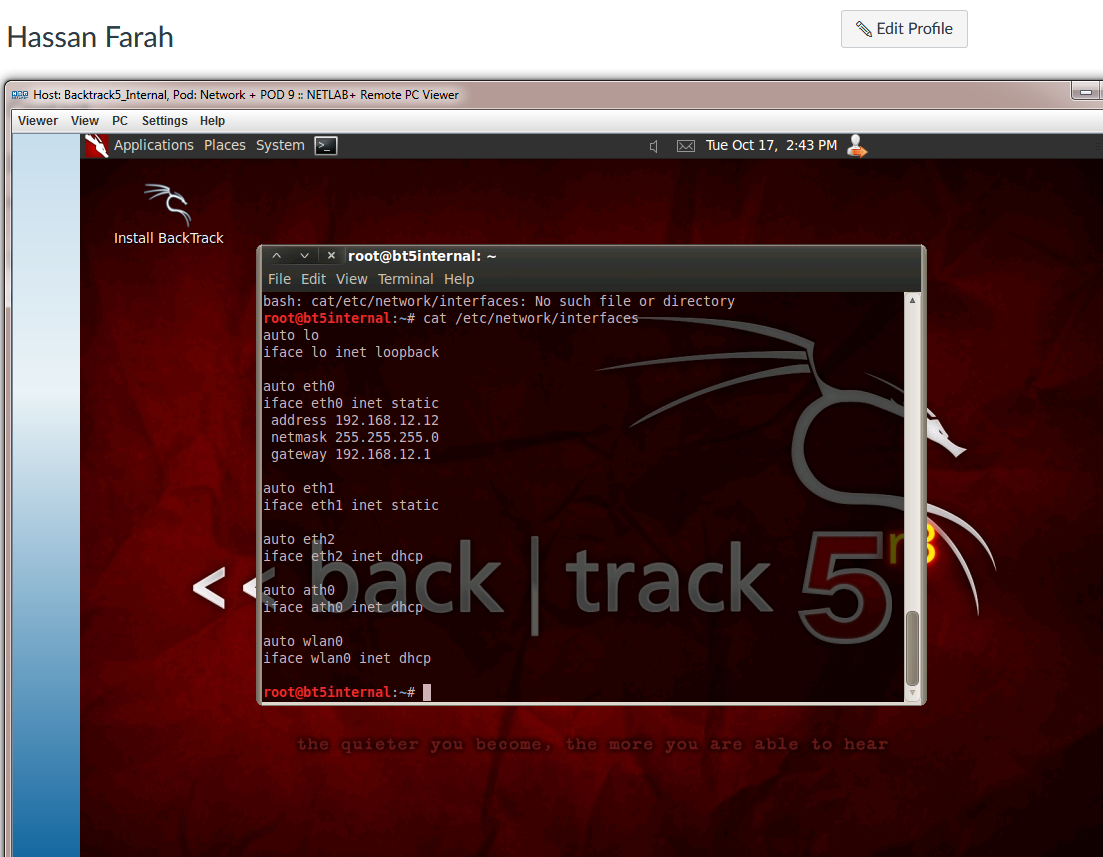 Hassan Farah
Edit Profile
Host: Backtrack5_Internal, Pod: Network + POD 9 :: NETLAB+ Remote PC Viewer
Viewer View PC Settings Help
Applications Places System >_ Tue Oct 17, 2:43 PM
Install BackTrack
root@bt5internal: ~
File Edit View Terminal Help
bash: cat/etc/network/interfaces: No such file or directory
root@bt5internal:~# cat /etc/network/interfaces
auto lo
iface lo inet loopback
auto eth0
iface eth0 inet static
address 192.168.12.12
netmask 255.255.255.0
gateway 192.168.12.1
auto eth1
iface eth1 inet static
auto eth2
iface eth2 inet dhcp
auto ath0
iface ath0 inet dhcp
auto wlan0
iface wlan0 inet dhcp
root@bt5internal:~#
<< back | track 5 r3
the quieter you become, the more you are able to hear